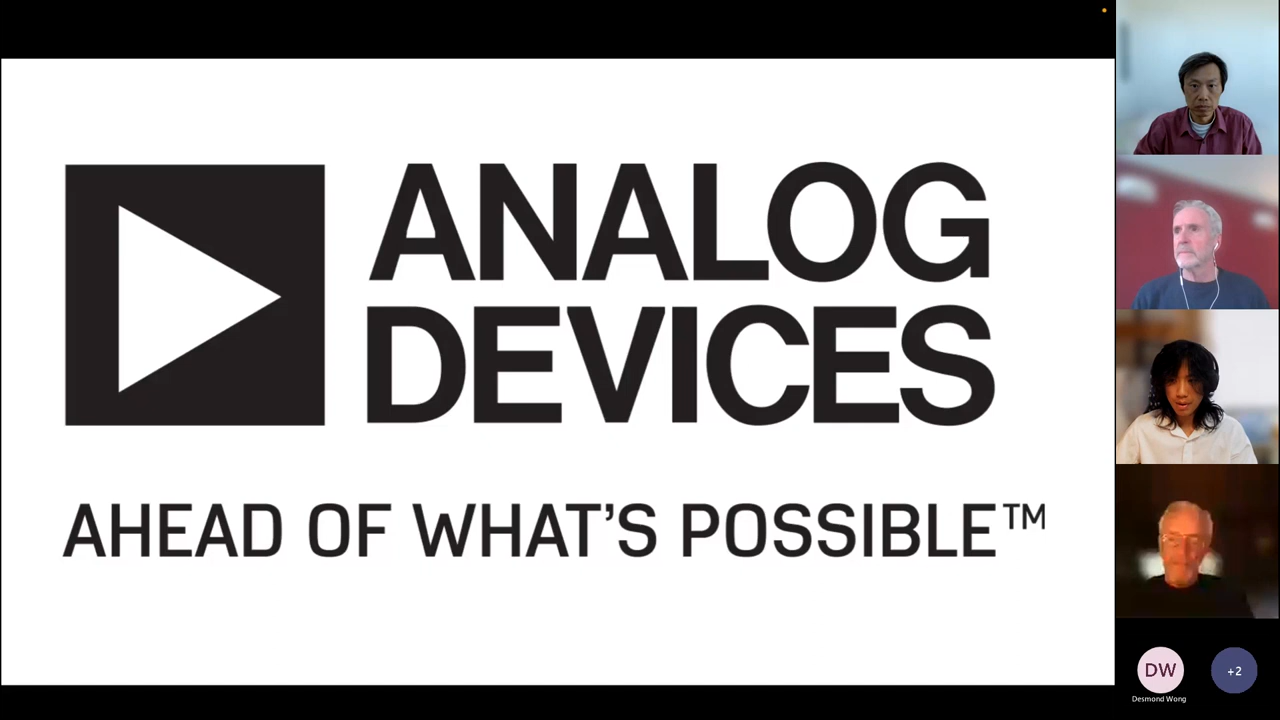 ANALOG
DEVICES
AHEAD OF WHAT'S POSSIBLE™
DW
+2
Desmond Wong